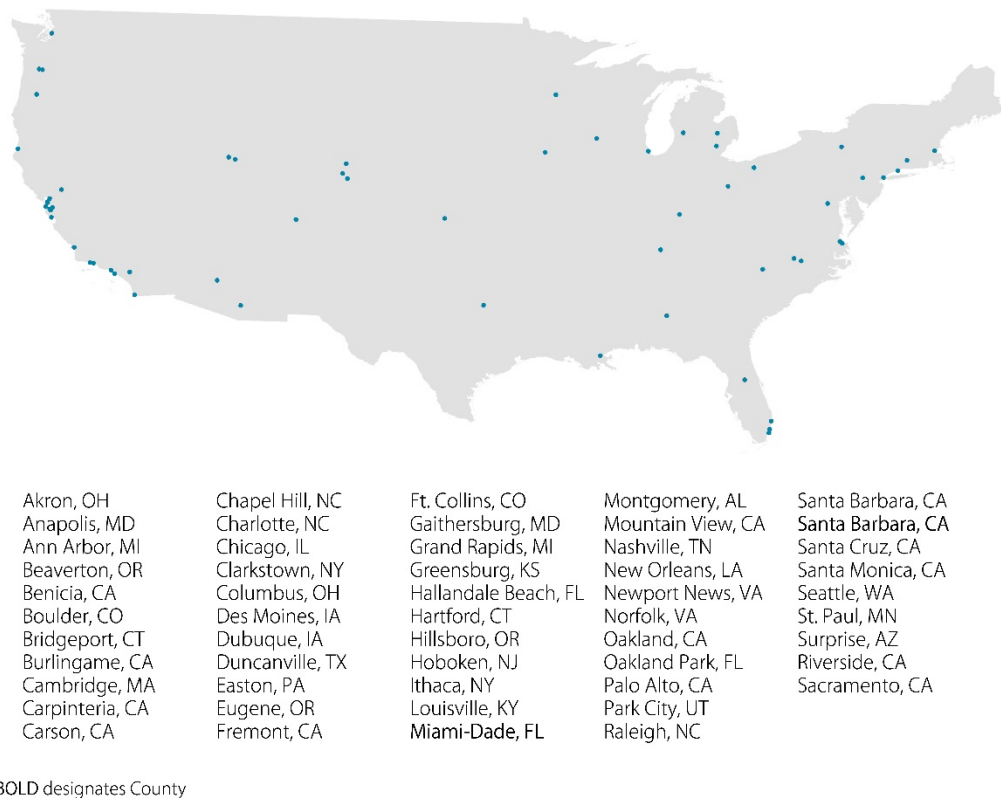 Akron, OH
Anapolis, MD
Ann Arbor, MI
Beaverton, OR
Benicia, CA
Boulder, CO
Bridgeport, CT
Burlingame, CA
Cambridge, MA
Carpinteria, CA
Carson, CA
Chapel Hill, NC
Charlotte, NC
Chicago, IL
Clarkstown, NY
Columbus, OH
Des Moines, IA
Dubuque, IA
Duncanville, TX
Easton, PA
Eugene, OR
Fremont, CA
Ft. Collins, CO
Gaithersburg, MD
Grand Rapids, MI
Greensburg, KS
Hallandale Beach, FL
Hartford, CT
Hillsboro, OR
Hoboken, NJ
Ithaca, NY
Louisville, KY
Miami-Dade, FL
Montgomery, AL
Mountain View, CA
Nashville, TN
New Orleans, LA
Newport News, VA
Norfolk, VA
Oakland, CA
Oakland Park, FL
Palo Alto, CA
Park City, UT
Raleigh, NC
Santa Barbara, CA
Santa Barbara, CA
Santa Cruz, CA
Santa Monica, CA
Seattle, WA
St. Paul, MN
Surprise, AZ
Riverside, CA
Sacramento, CA
BOLD designates County